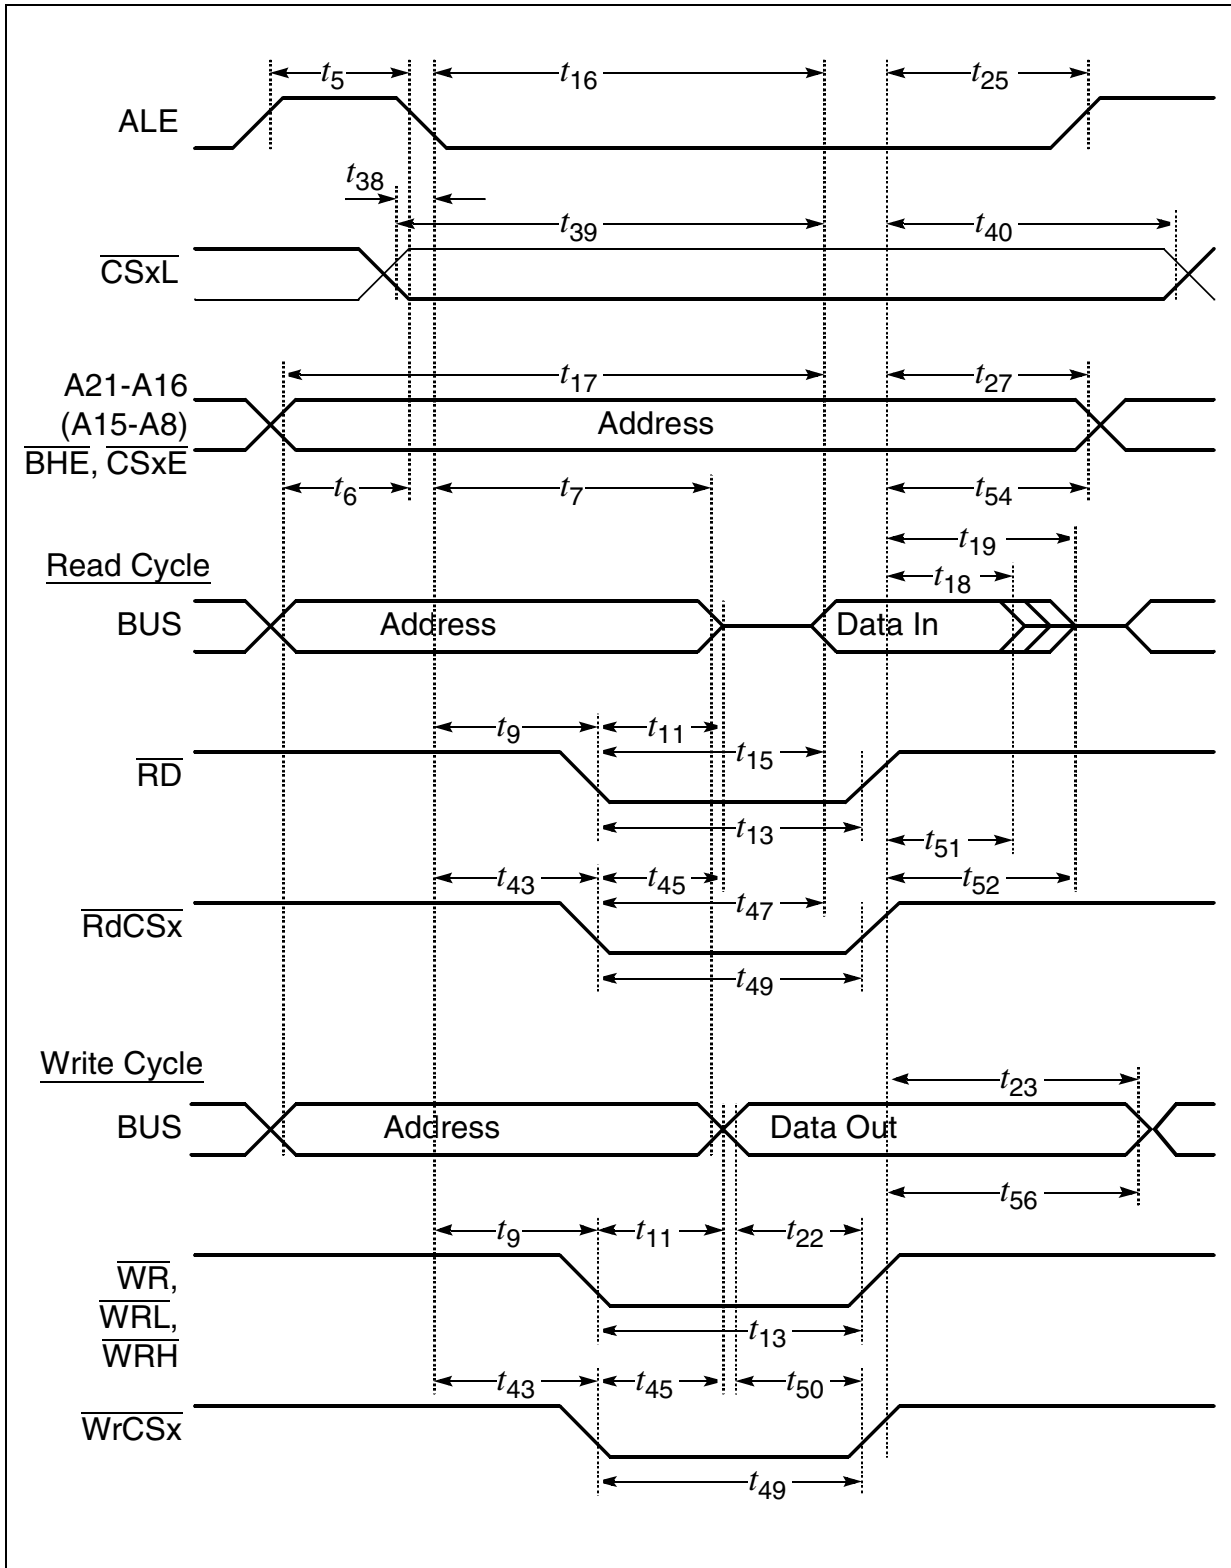 t5 t16 t25
ALE
t38
t39 t40
CSxL
t17 t27
A21-A16
(A15-A8)
BHE, CSxE
Address
t6 t7 t54
t19
Read Cycle
t18
BUS Address Data In
t9 t11
t15
RD
t13
t51
t43 t45 t52
t47
RdCSx
t49
Write Cycle
t23
BUS Address Data Out
t56
t9 t11 t22
WR,
WRL,
WRH
t13
t43 t45 t50
WrCSx
t49